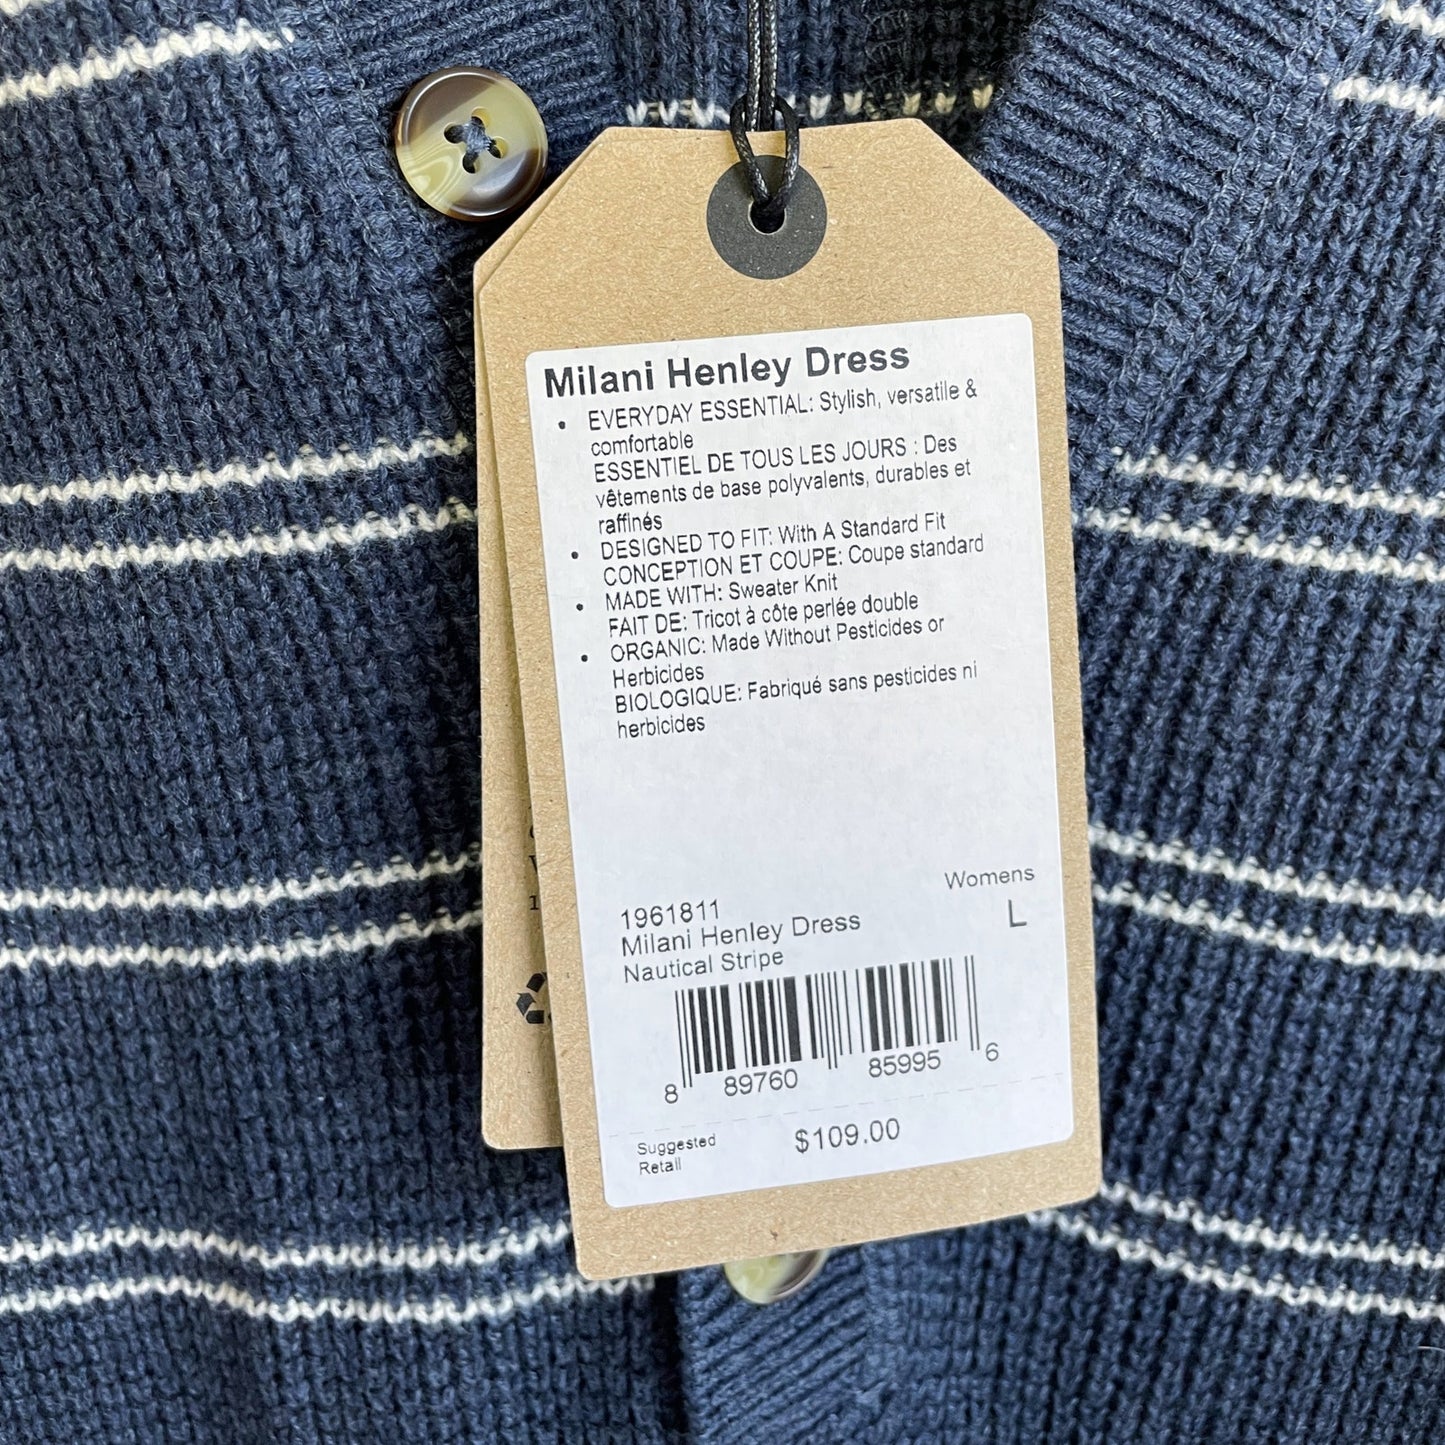 Milani Henley Dress
• EVERYDAY ESSENTIAL: Stylish, versatile &
comfortable
ESSENTIEL DE TOUS LES JOURS : Des
vêtements de base polyvalents, durables et
raffinés
• DESIGNED TO FIT: With A Standard Fit
CONCEPTION ET COUPE: Coupe standard
• MADE WITH: Sweater Knit
FAIT DE: Tricot à côte perlée double
• ORGANIC: Made Without Pesticides or
Herbicides
BIOLOGIQUE: Fabriqué sans pesticides ni
herbicides
Womens
L
1961811
Milani Henley Dress
Nautical Stripe
8 89760 85995 6
Suggested
Retail
$109.00